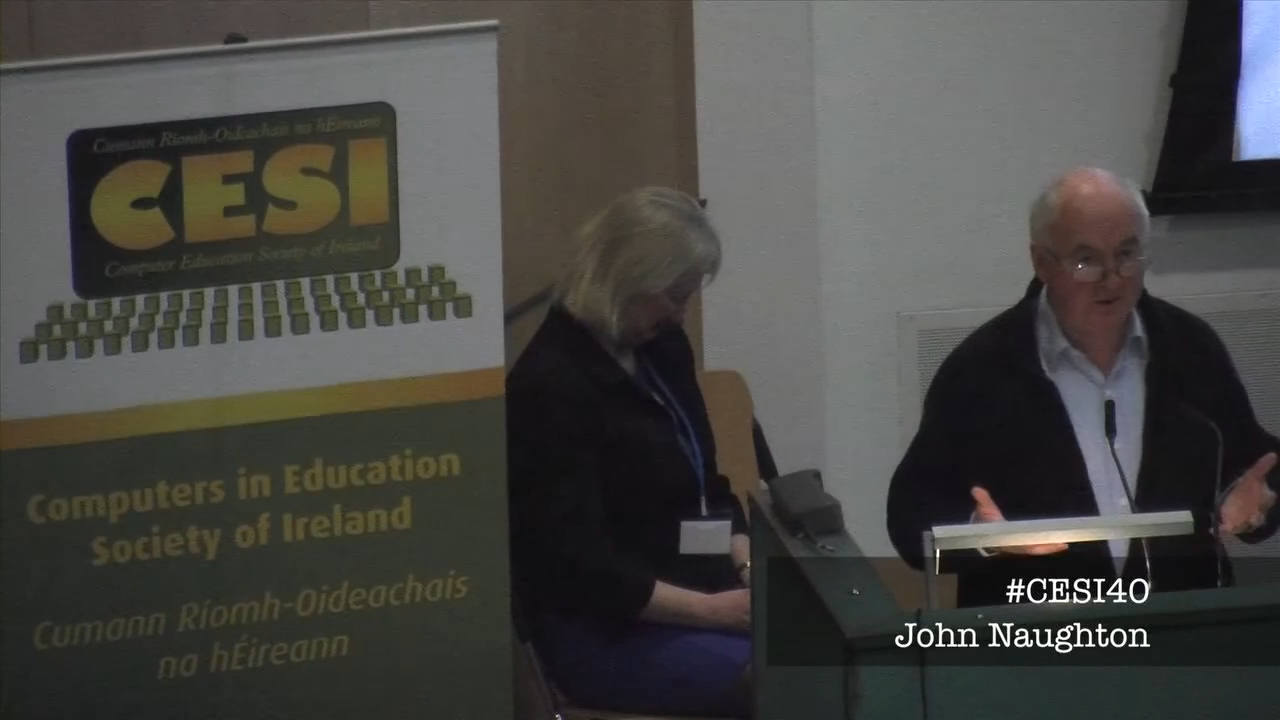 Cumann Ríomh-Oideachais na hÉireann
CESI
Computer Education Society of Ireland
Computers in Education
Society of Ireland
Cumann Ríomh-Oideachais
na hÉireann
#CESI40
John Naughton